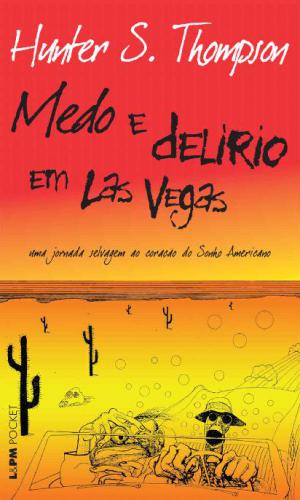 Hunter S. Thompson
Medo e delírio
em Las Vegas
uma jornada selvagem ao coração do Sonho Americano
L&PM POCKET